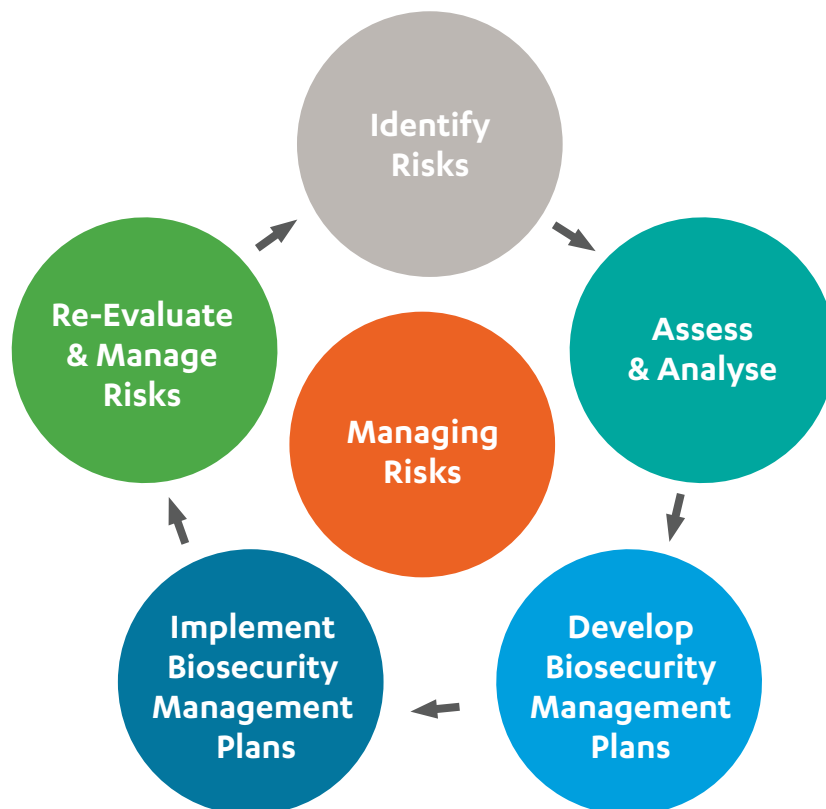 Identify
Risks
Assess
& Analyse
Develop
Biosecurity
Management
Plans
Implement
Biosecurity
Management
Plans
Re-Evaluate
& Manage
Risks
Managing
Risks